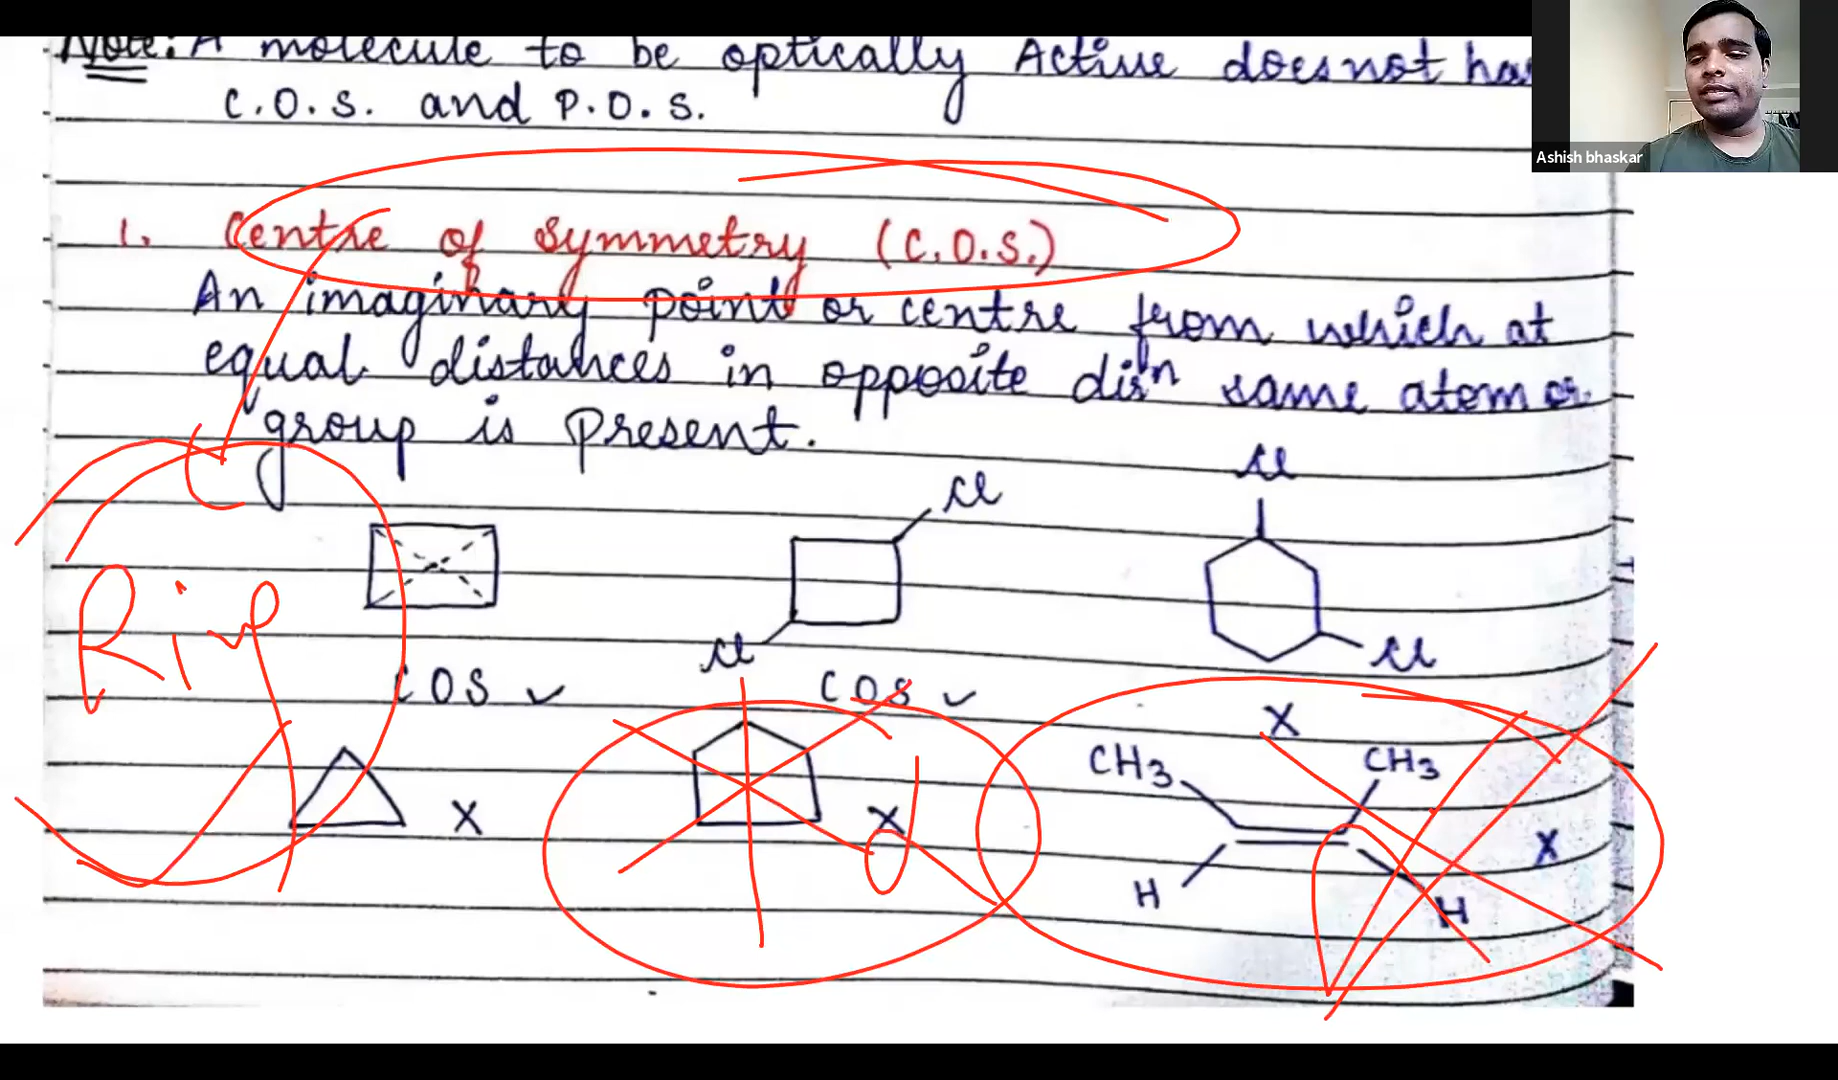 Note: A molecule to be optically Active does not ha
C.O.S. and P.O.S.
Ashish bhaskar
1. Centre of Symmetry (C.O.S.)
An imaginary point or centre from which at
equal distances in opposite dirn same atom or
group is present.
Cl
Cl
Cl
Cl
Ring
COS ✓
COS ✓
X
CH3
CH3
X
X
X
H
H